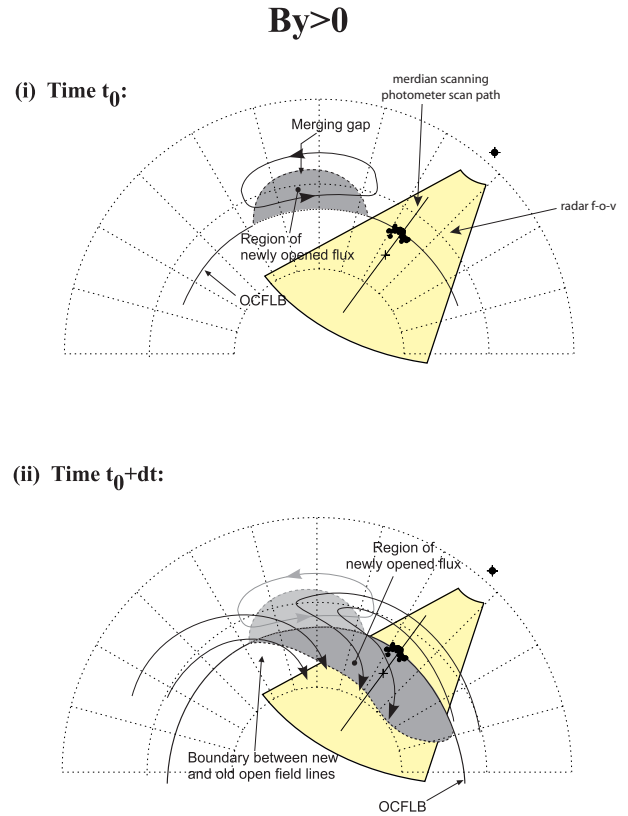 By>0
(i) Time t0:
merdian scanning
photometer scan path
Merging gap
radar f-o-v
Region of
newly opened flux
OCFLB
(ii) Time t0+dt:
Region of
newly opened flux
Boundary between new
and old open field lines
OCFLB